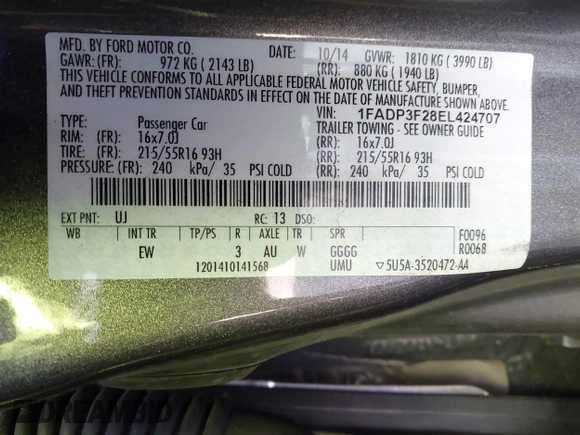 MFD. BY FORD MOTOR CO.
DATE: 10/14 GVWR: 1810 KG ( 3990 LB)
GAWR: (FR): 972 KG ( 2143 LB) (RR): 880 KG ( 1940 LB)
THIS VEHICLE CONFORMS TO ALL APPLICABLE FEDERAL MOTOR VEHICLE SAFETY, BUMPER,
AND THEFT PREVENTION STANDARDS IN EFFECT ON THE DATE OF MANUFACTURE SHOWN ABOVE.
VIN: 1FADP3F28EL424707
TYPE: Passenger Car TRAILER TOWING - SEE OWNER GUIDE
RIM: (FR): 16x7.0J (RR): 16x7.0J
TIRE: (FR): 215/55R16 93H (RR): 215/55R16 93H
PRESSURE: (FR): 240 kPa/ 35 PSI COLD (RR): 240 kPa/ 35 PSI COLD
EXT PNT: UJ RC: 13 DSO:
WB INT TR TP/PS R AXLE TR SPR F0096
EW 3 AU W GGGG R0068
1201410141568 UMU ▽5U5A-3520472-AA
IDREAMBID